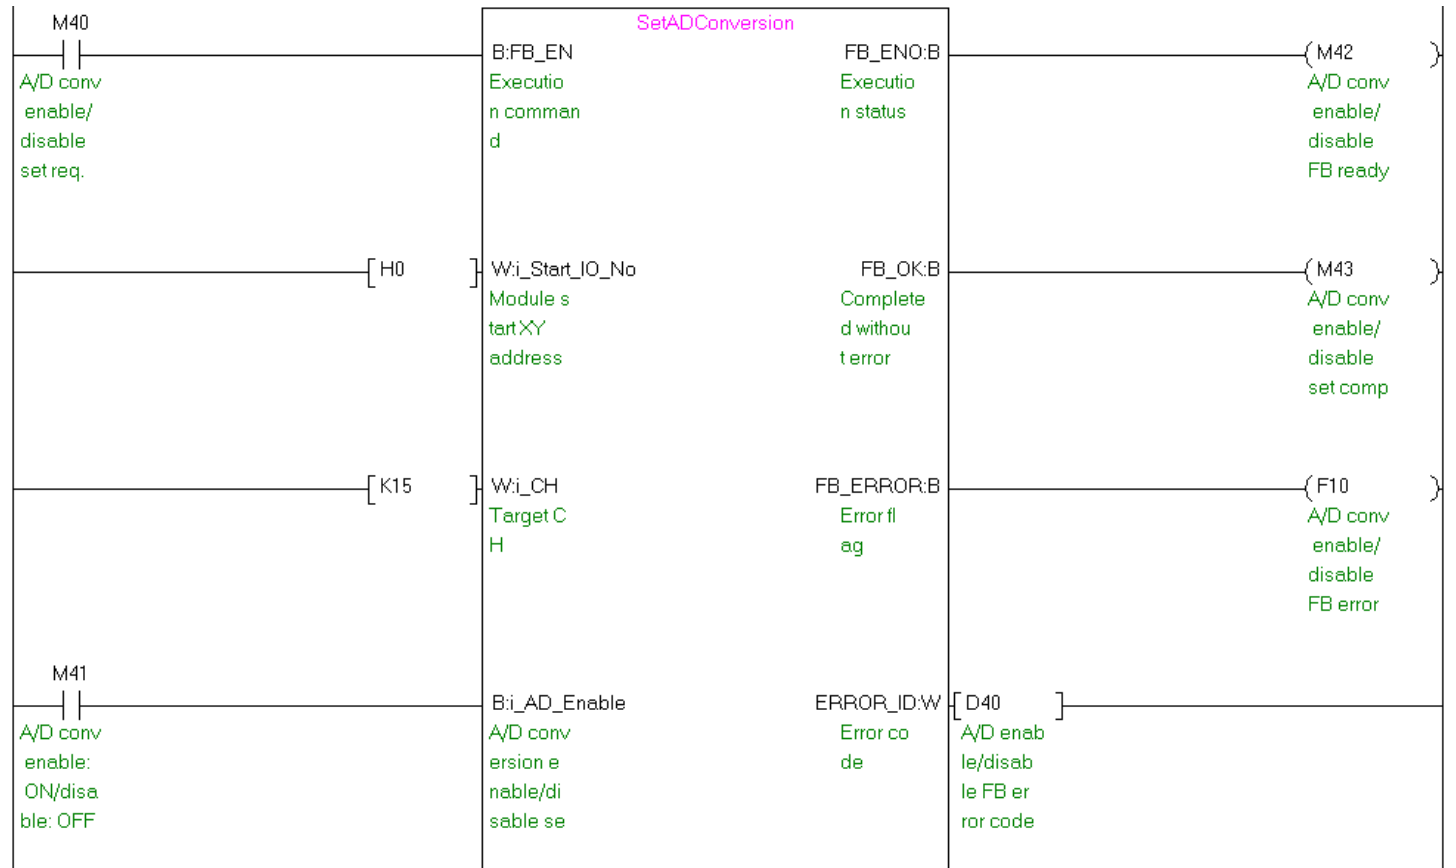 M40
SetADConversion
B:FB_EN
FB_ENO:B
M42
A/D conv
enable/
disable
set req.
Executio
n comman
d
Executio
n status
A/D conv
enable/
disable
FB ready
H0
W:i_Start_IO_No
FB_OK:B
M43
Module s
tart XY
address
Complete
d withou
t error
A/D conv
enable/
disable
set comp
K15
W:i_CH
FB_ERROR:B
F10
Target C
H
Error fl
ag
A/D conv
enable/
disable
FB error
M41
B:i_AD_Enable
ERROR_ID:W
D40
A/D conv
enable:
ON/disa
ble: OFF
A/D conv
ersion e
nable/di
sable se
Error co
de
A/D enab
le/disab
le FB er
ror code